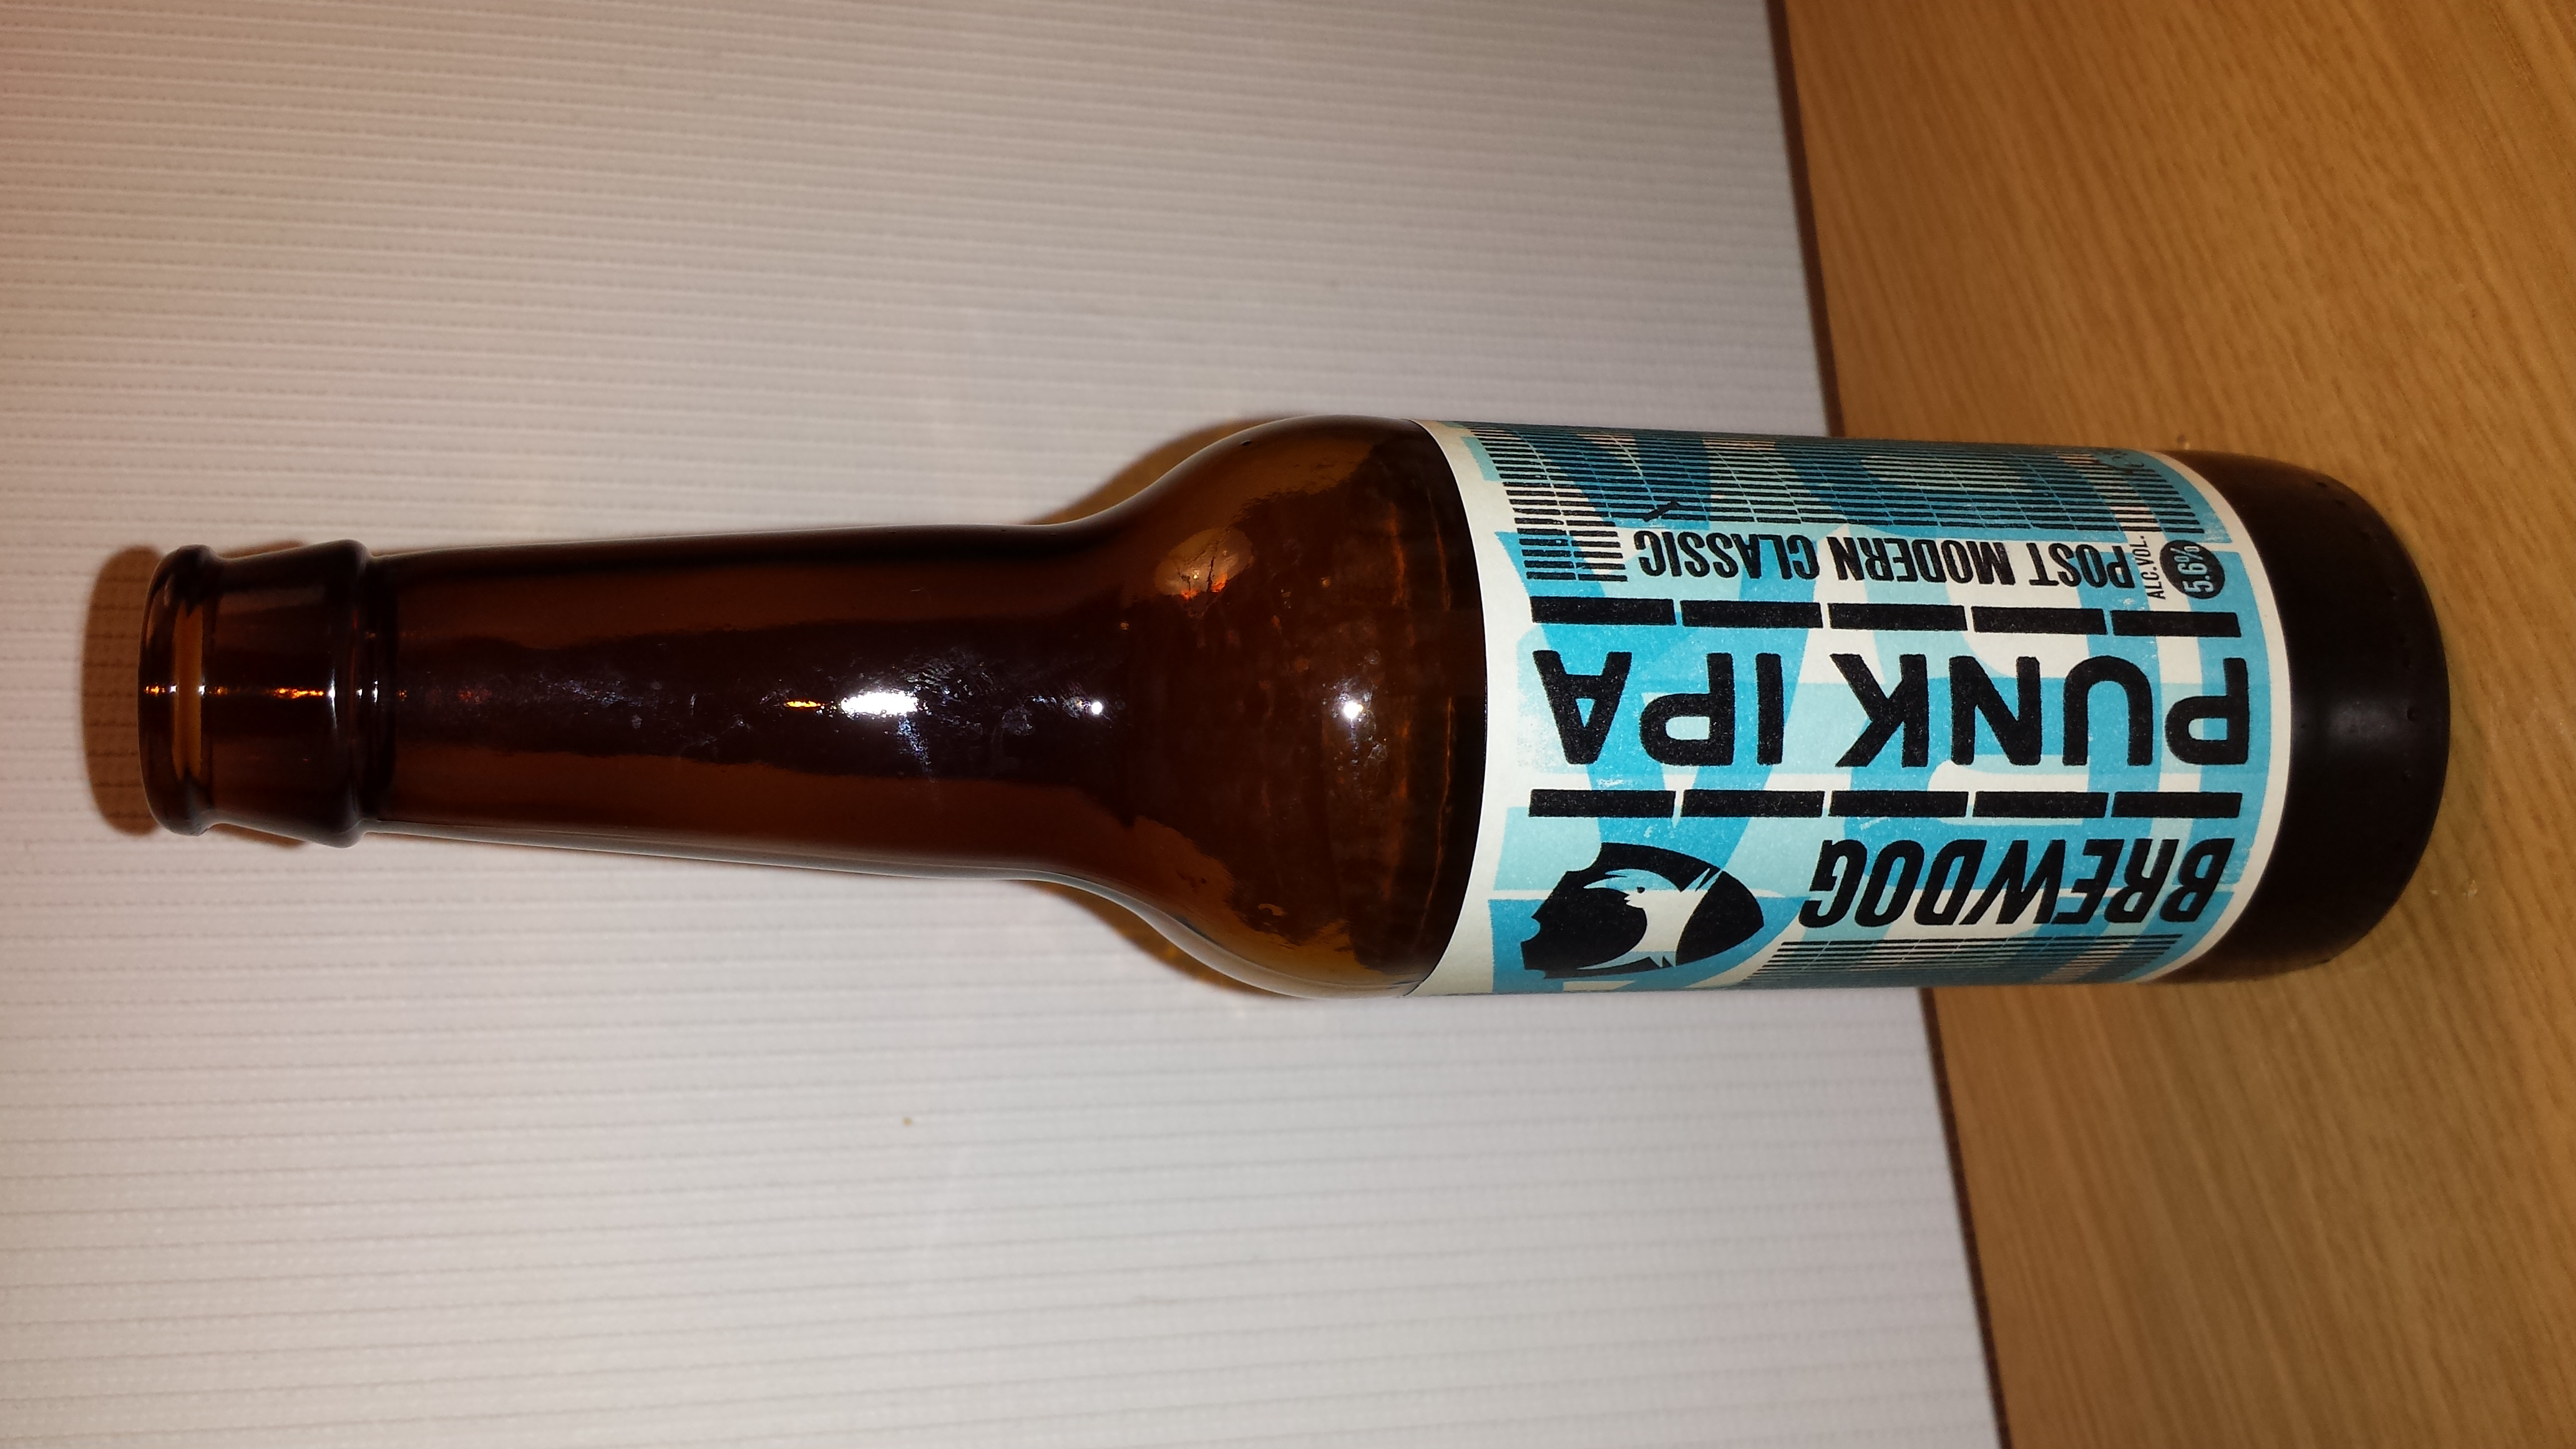 BREWDOG
PUNK IPA
POST MODERN CLASSIC
ALC. VOL.
5.6%